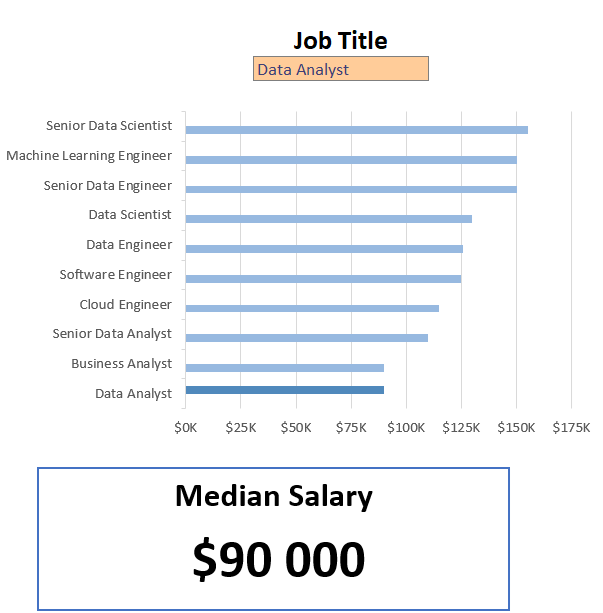 Job Title
Data Analyst
Senior Data Scientist
Machine Learning Engineer
Senior Data Engineer
Data Scientist
Data Engineer
Software Engineer
Cloud Engineer
Senior Data Analyst
Business Analyst
Data Analyst
$0K $25K $50K $75K $100K $125K $150K $175K
Median Salary
$90 000